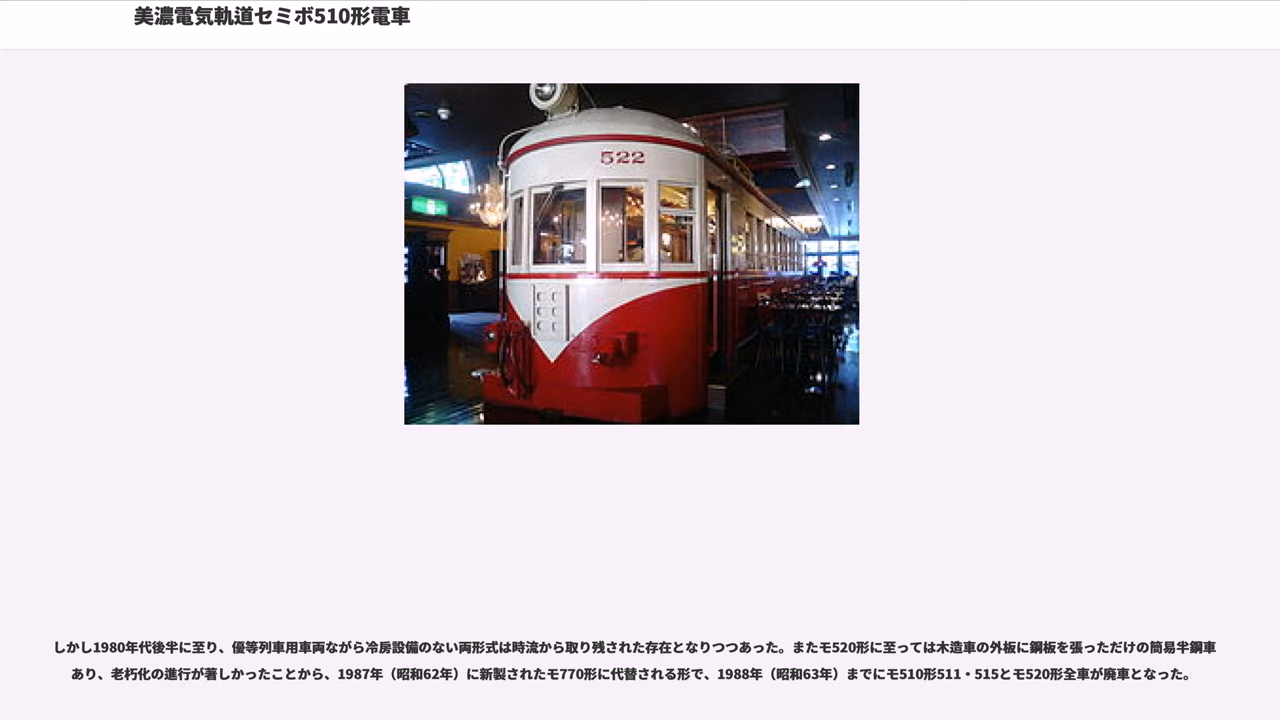 美濃電気軌道セミボ510形電車
522
しかし1980年代後半に至り、優等列車用車両ながら冷房設備のない両形式は時流から取り残された存在となりつつあった。またモ520形に至っては木造車の外板に鋼板を張っただけの簡易半鋼車
あり、老朽化の進行が著しかったことから、1987年（昭和62年）に新製されたモ770形に代替される形で、1988年（昭和63年）までにモ510形511・515とモ520形全車が廃車となった。